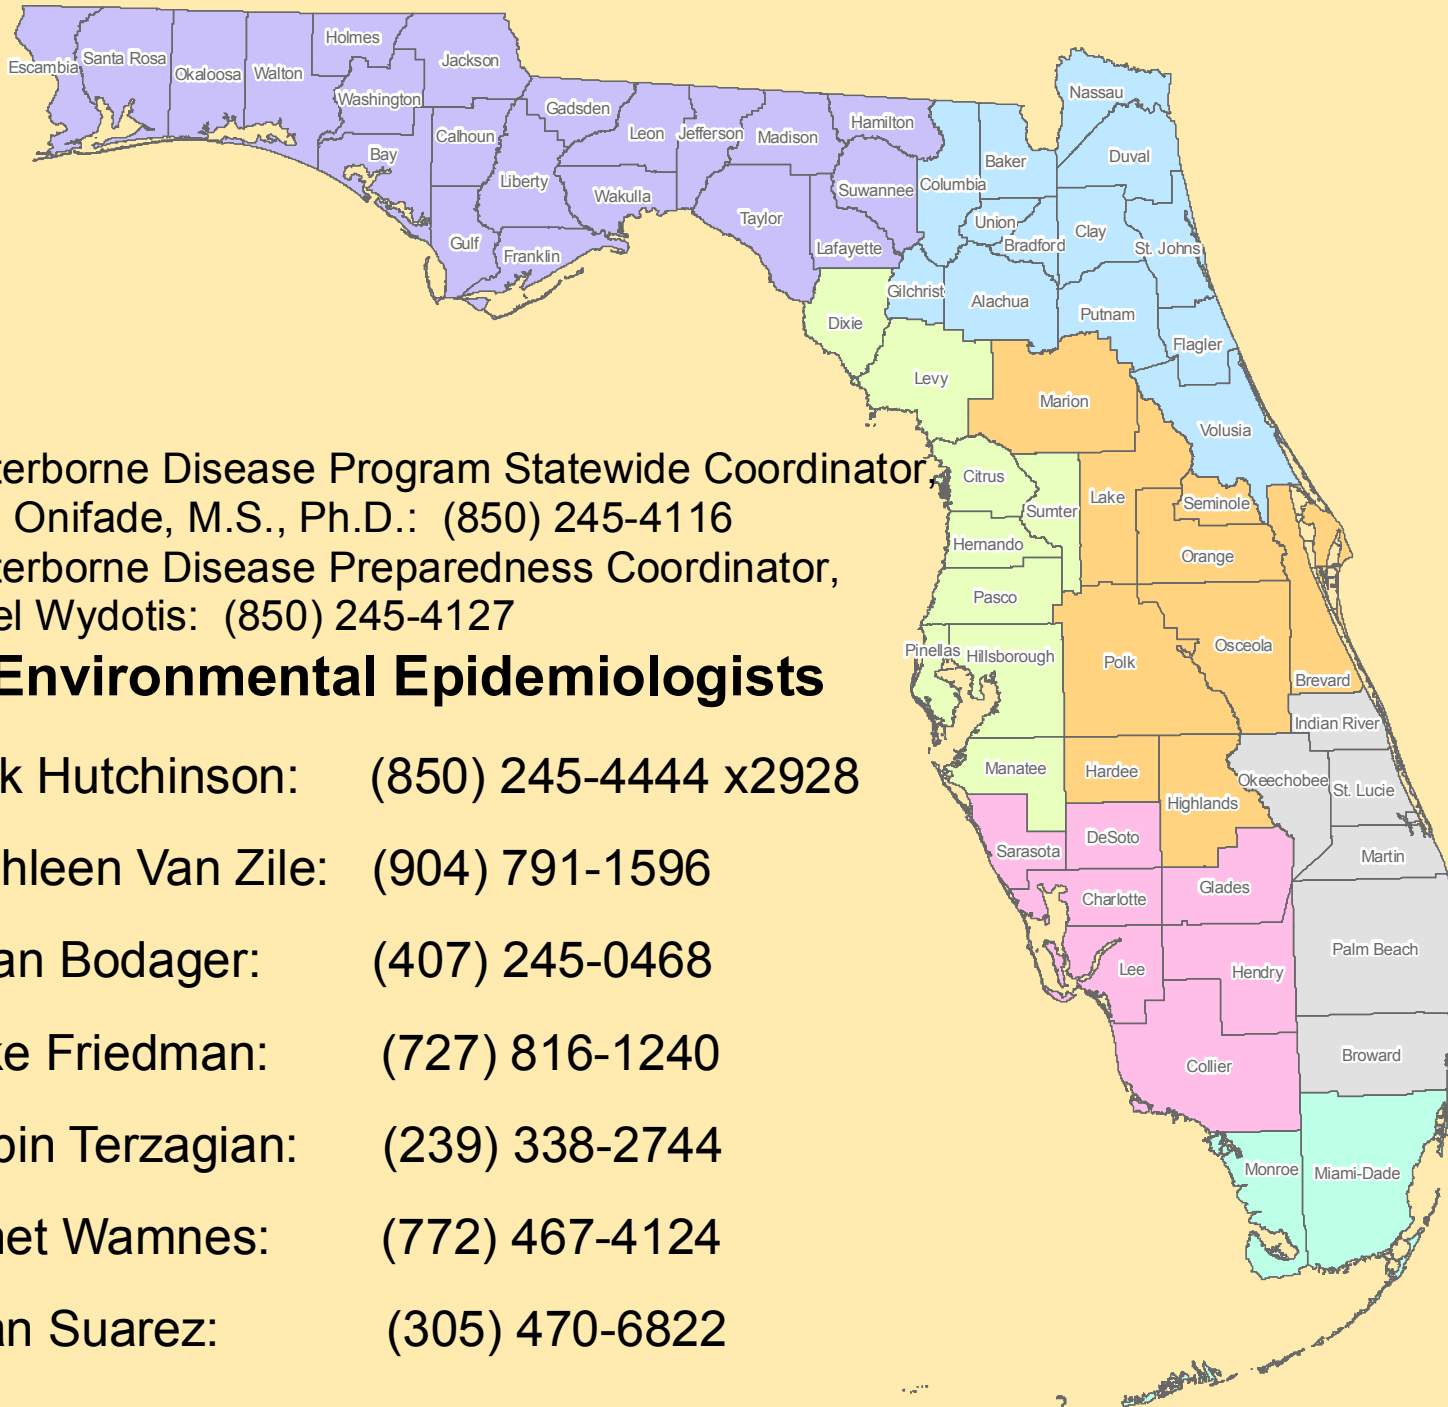 Escambia
Santa Rosa
Okaloosa
Walton
Holmes
Jackson
Washington
Bay
Calhoun
Gulf
Gadsden
Liberty
Franklin
Leon
Wakulla
Jefferson
Madison
Taylor
Hamilton
Suwannee
Lafayette
Columbia
Baker
Nassau
Duval
Union
Bradford
Clay
St. Johns
Gilchrist
Alachua
Putnam
Flagler
Dixie
Levy
Marion
Volusia
terborne Disease Program Statewide Coordinator,
Onifade, M.S., Ph.D.: (850) 245-4116
terborne Disease Preparedness Coordinator,
el Wydotis: (850) 245-4127
Environmental Epidemiologists
k Hutchinson: (850) 245-4444 x2928
hleen Van Zile: (904) 791-1596
an Bodager: (407) 245-0468
ke Friedman: (727) 816-1240
bin Terzagian: (239) 338-2744
net Wamnes: (772) 467-4124
an Suarez: (305) 470-6822
Citrus
Sumter
Lake
Seminole
Hernando
Orange
Pasco
Pinellas
Hillsborough
Polk
Osceola
Brevard
Indian River
Manatee
Hardee
Highlands
Okeechobee
St. Lucie
Sarasota
DeSoto
Martin
Charlotte
Glades
Lee
Hendry
Palm Beach
Collier
Broward
Monroe
Miami-Dade